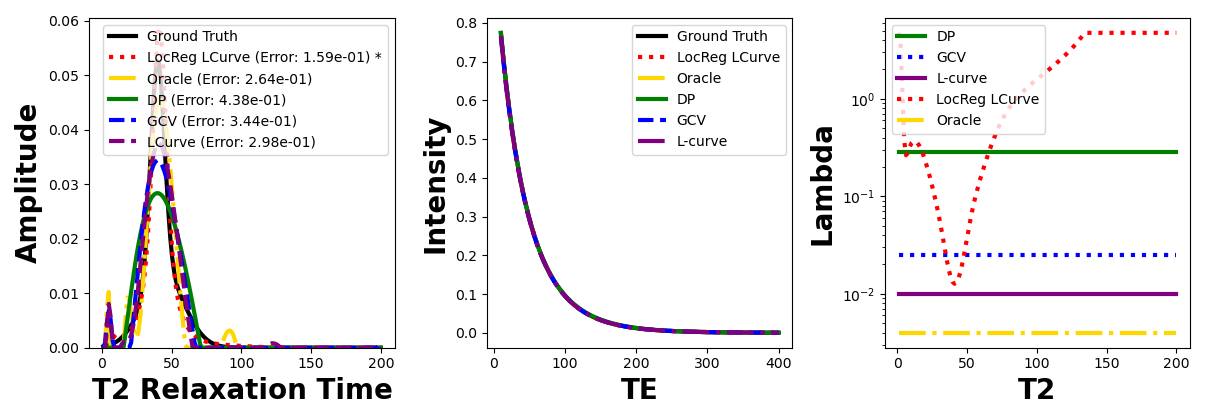 Amplitude
0.06
0.05
0.04
0.03
0.02
0.01
0.00
Ground Truth
LocReg LCurve (Error: 1.59e-01) *
Oracle (Error: 2.64e-01)
DP (Error: 4.38e-01)
GCV (Error: 3.44e-01)
LCurve (Error: 2.98e-01)
0 50 100 150 200
T2 Relaxation Time
Intensity
0.8
0.7
0.6
0.5
0.4
0.3
0.2
0.1
0.0
Ground Truth
LocReg LCurve
Oracle
DP
GCV
L-curve
0 100 200 300 400
TE
Lambda
10⁰
10⁻¹
10⁻²
DP
GCV
L-curve
LocReg LCurve
Oracle
0 50 100 150 200
T2